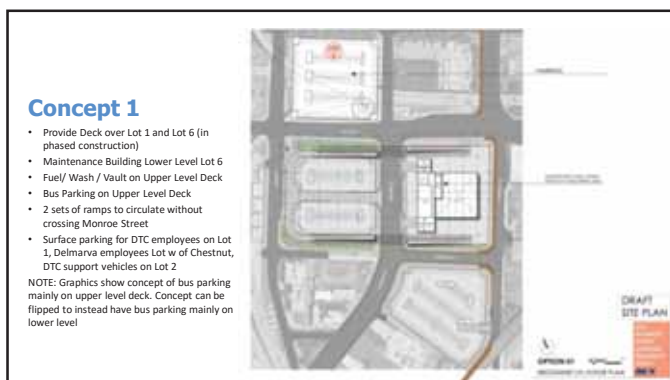 Concept 1
• Provide Deck over Lot 1 and Lot 6 (in
phased construction)
• Maintenance Building Lower Level Lot 6
• Fuel/ Wash / Vault on Upper Level Deck
• Bus Parking on Upper Level Deck
• 2 sets of ramps to circulate without
crossing Monroe Street
• Surface parking for DTC employees on Lot
1, Delmarva employees Lot w of Chestnut,
DTC support vehicles on Lot 2
NOTE: Graphics show concept of bus parking
mainly on upper level deck. Concept can be
flipped to instead have bus parking mainly on
lower level
DRAFT
SITE PLAN